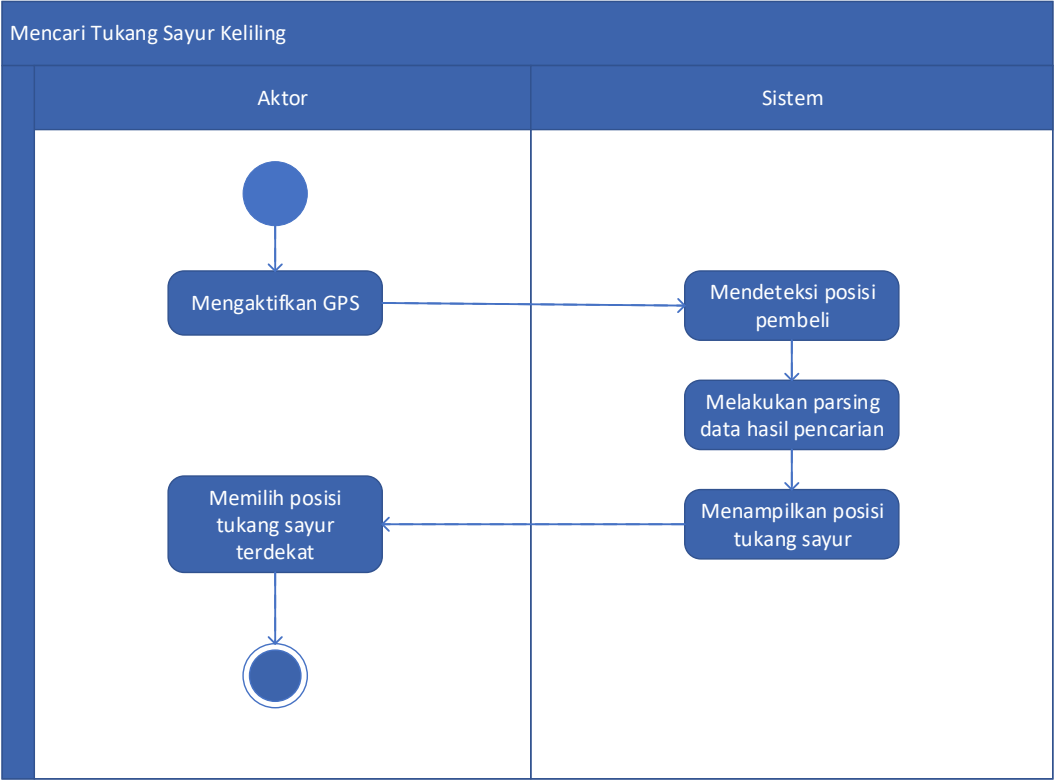 Mencari Tukang Sayur Keliling
Aktor
Sistem
Mengaktifkan GPS
Mendeteksi posisi
pembeli
Melakukan parsing
data hasil pencarian
Menampilkan posisi
tukang sayur
Memilih posisi
tukang sayur
terdekat